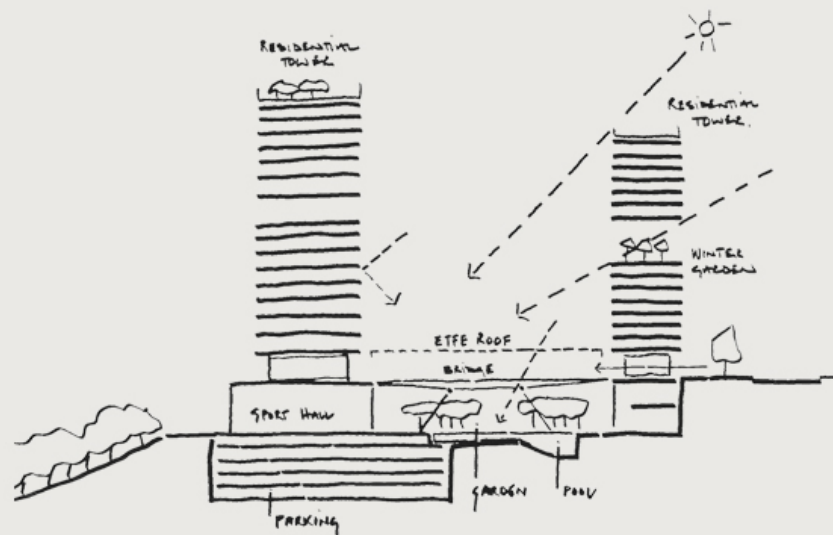 RESIDENTIAL
TOWER
RESIDENTIAL
TOWER.
WINTER
GARDEN
ETFE ROOF
BRIDGE
SPORT HALL
GARDEN
POOL
PARKING